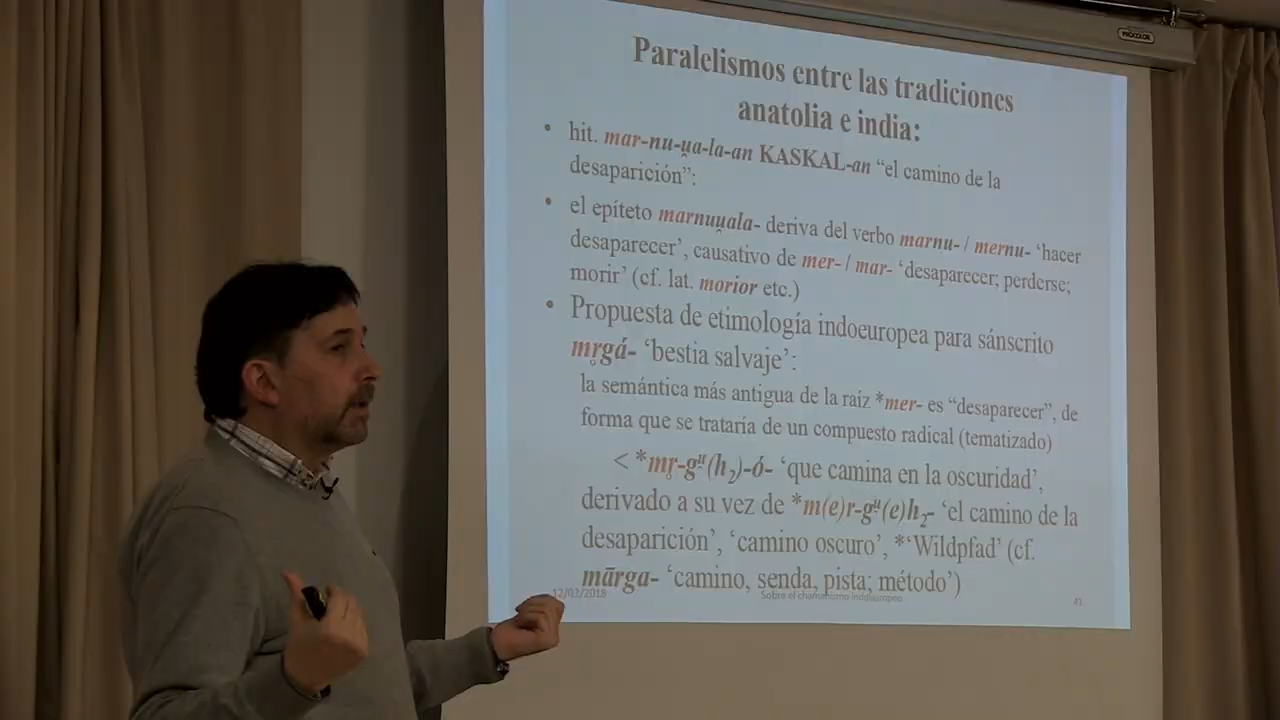 PROCOLOR
Paralelismos entre las tradiciones
anatolia e india:
• hit. mar-nu-u̯a-la-an KASKAL-an “el camino de la
desaparición”:
• el epíteto marnuu̯ala- deriva del verbo marnu- / mernu- ‘hacer
desaparecer’, causativo de mer- / mar- ‘desaparecer; perderse;
morir’ (cf. lat. morior etc.)
• Propuesta de etimología indoeuropea para sánscrito
mr̥gá- ‘bestia salvaje’:
la semántica más antigua de la raíz *mer- es “desaparecer”, de
forma que se trataría de un compuesto radical (tematizado)
< *mr̥-gᵘ̯(h₂)-ó- ‘que camina en la oscuridad’,
derivado a su vez de *m(e)r-gᵘ̯(e)h₂- ‘el camino de la
desaparición’, ‘camino oscuro’, *‘Wildpfad’ (cf.
mārga- ‘camino, senda, pista; método’)
12/02/2018 Sobre el chamanismo indoeuropeo 41